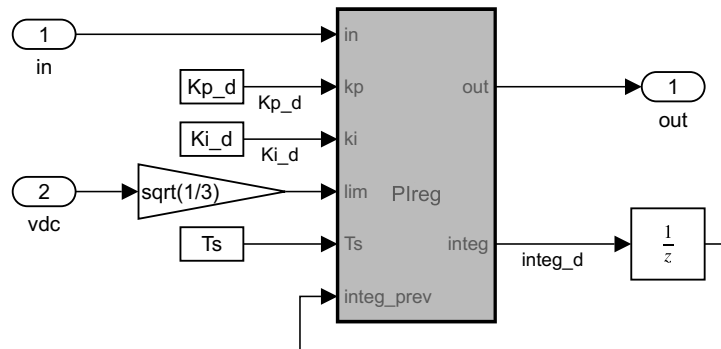 1
in
in
Kp_d
Kp_d
kp
out
1
out
Ki_d
Ki_d
ki
2
vdc
sqrt(1/3)
lim
PIreg
Ts
Ts
integ
integ_d
1
z
integ_prev